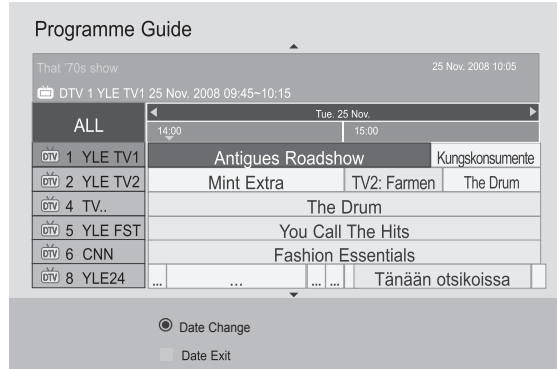 Programme Guide
That '70s show 25 Nov. 2008 10:05
DTV 1 YLE TV1 25 Nov. 2008 09:45~10:15
ALL
Tue. 25 Nov.
14:00 15:00
DTV 1 YLE TV1 Antigues Roadshow Kungskonsumente
DTV 2 YLE TV2 Mint Extra TV2: Farmen The Drum
DTV 4 TV.. The Drum
DTV 5 YLE FST You Call The Hits
DTV 6 CNN Fashion Essentials
DTV 8 YLE24 ... ... ... ... Tänään otsikoissa
Date Change
Date Exit